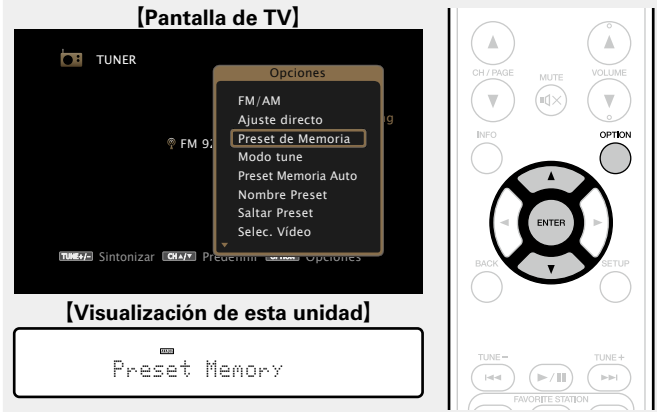 【Pantalla de TV】
TUNER
Opciones
FM/AM
Ajuste directo
Preset de Memoria
Modo tune
Preset Memoria Auto
Nombre Preset
Saltar Preset
Selec. Vídeo
FM 92
TUNE+/- Sintonizar CH▲/▼ Predefinir OPTION Opciones
【Visualización de esta unidad】
Preset Memory
CH / PAGE
MUTE
VOLUME
INFO
OPTION
ENTER
BACK
SETUP
TUNE −
TUNE +
FAVORITE STATION